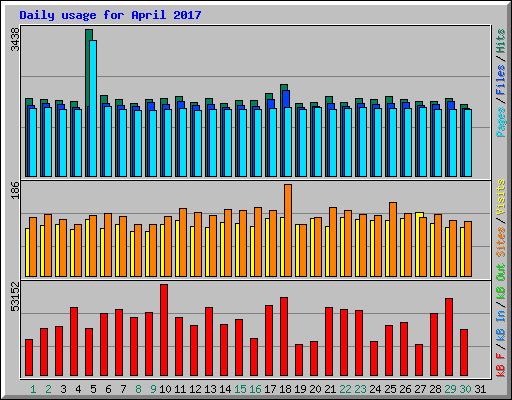 Daily usage for April 2017
3438
Pages / Files / Hits
186
Sites / Visits
53152
kB F / kB In / kB Out
1 2 3 4 5 6 7 8 9 10 11 12 13 14 15 16 17 18 19 20 21 22 23 24 25 26 27 28 29 30 31